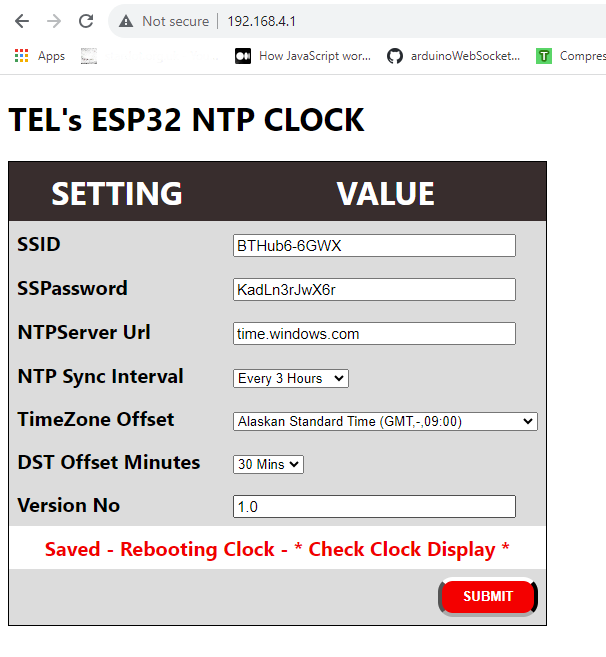 Not secure | 192.168.4.1
Apps How JavaScript wor... arduinoWebSocket... Compres
TEL's ESP32 NTP CLOCK
SETTING VALUE
SSID BTHub6-6GWX
SSPassword KadLn3rJwX6r
NTPServer Url time.windows.com
NTP Sync Interval Every 3 Hours
TimeZone Offset Alaskan Standard Time (GMT,-,09:00)
DST Offset Minutes 30 Mins
Version No 1.0
Saved - Rebooting Clock - * Check Clock Display *
SUBMIT